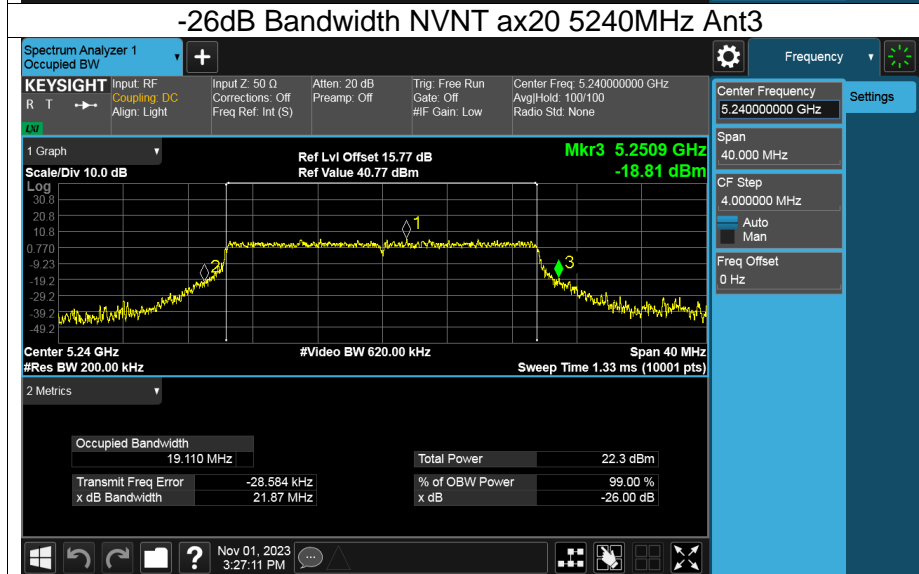 -26dB Bandwidth NVNT ax20 5240MHz Ant3
Spectrum Analyzer 1
Occupied BW
+
Frequency
KEYSIGHT
R T
LXI
Input: RF
Coupling: DC
Align: Light
Input Z: 50 Ω
Corrections: Off
Freq Ref: Int (S)
Atten: 20 dB
Preamp: Off
Trig: Free Run
Gate: Off
#IF Gain: Low
Center Freq: 5.240000000 GHz
Avg|Hold: 100/100
Radio Std: None
Center Frequency
5.240000000 GHz
Settings
Span
40.000 MHz
CF Step
4.000000 MHz
Auto
Man
Freq Offset
0 Hz
1 Graph
Ref Lvl Offset 15.77 dB
Mkr3 5.2509 GHz
Scale/Div 10.0 dB
Ref Value 40.77 dBm
-18.81 dBm
Log
30.8
20.8
10.8
0.770
-9.23
-19.2
-29.2
-39.2
-49.2
1
2
3
Center 5.24 GHz
#Video BW 620.00 kHz
Span 40 MHz
#Res BW 200.00 kHz
Sweep Time 1.33 ms (10001 pts)
2 Metrics
Occupied Bandwidth
19.110 MHz
Total Power 22.3 dBm
Transmit Freq Error -28.584 kHz
% of OBW Power 99.00 %
x dB Bandwidth 21.87 MHz
x dB -26.00 dB
?
Nov 01, 2023
3:27:11 PM